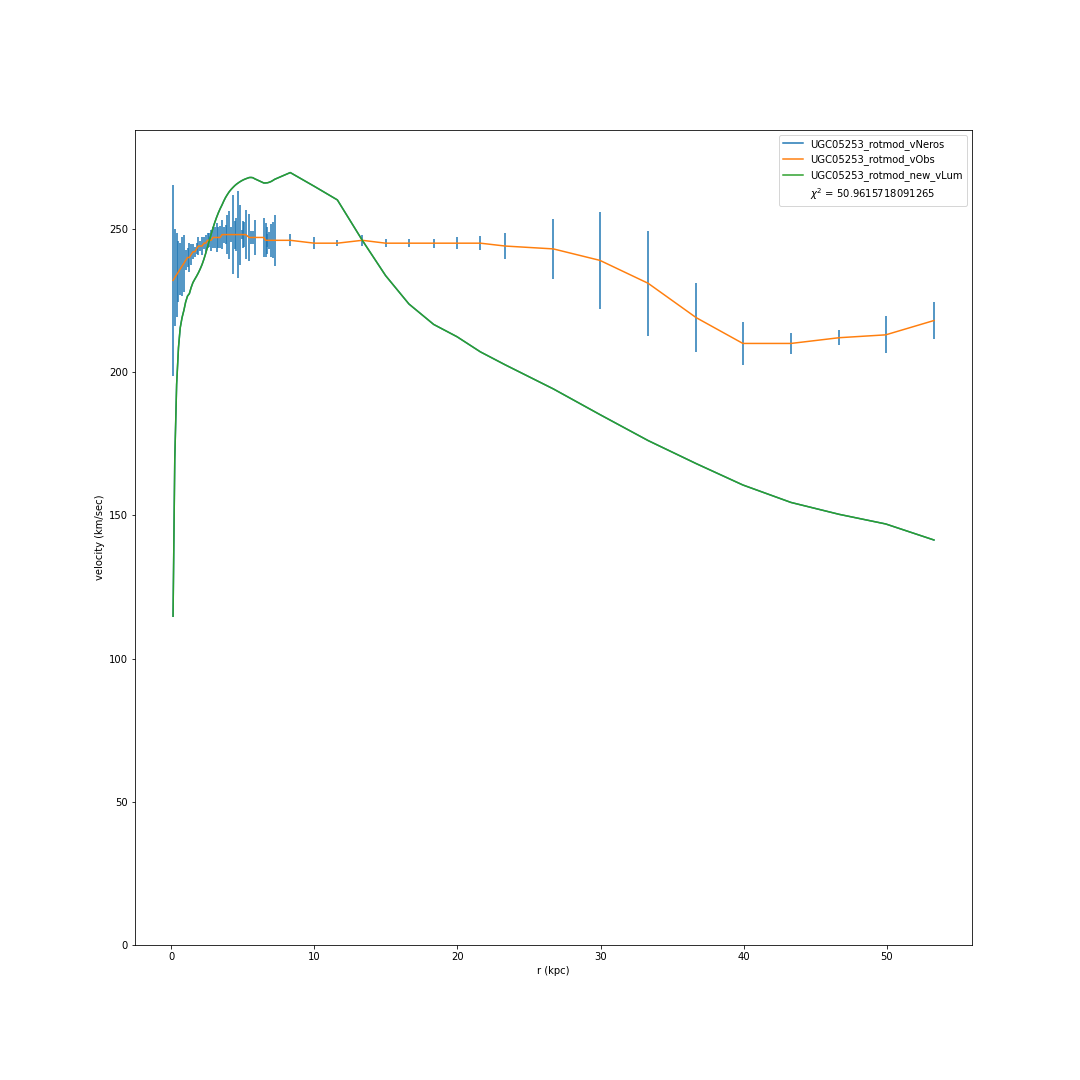 UGC05253_rotmod_vNeros
UGC05253_rotmod_vObs
UGC05253_rotmod_new_vLum
χ² = 50.9615718091265
250
200
150
100
50
0
velocity (km/sec)
0 10 20 30 40 50
r (kpc)